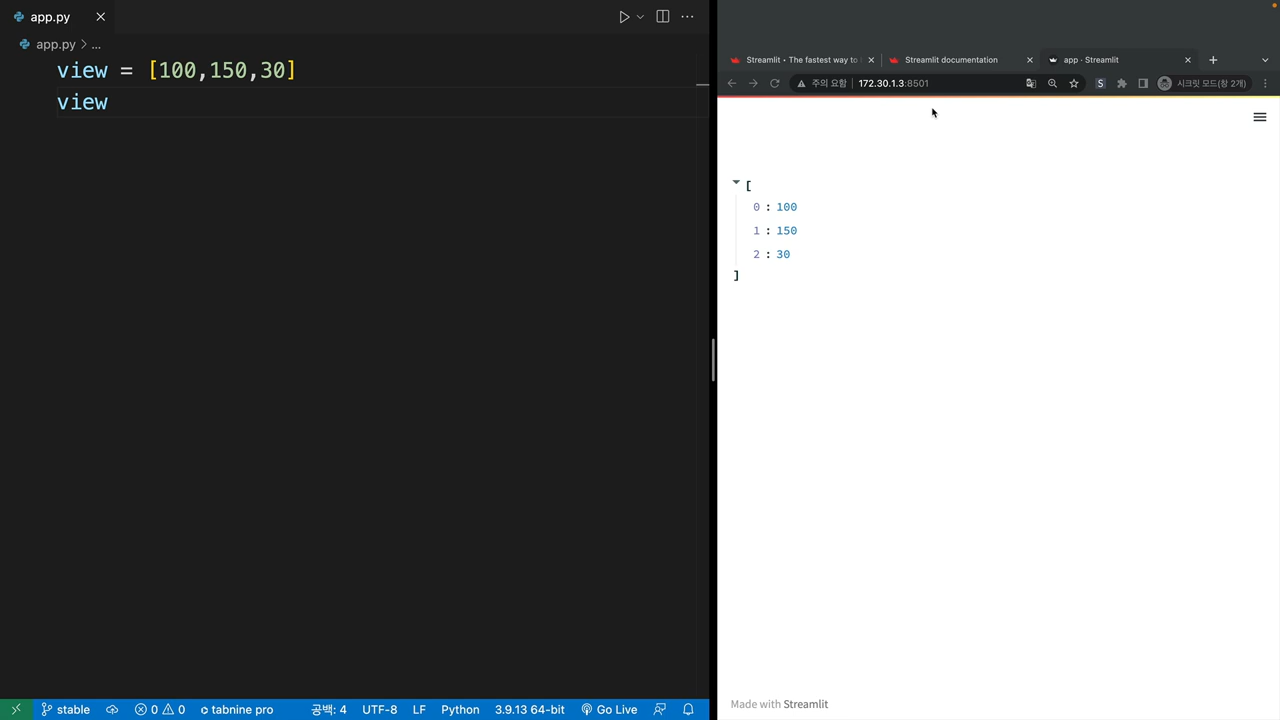 app.py
app.py > ...
view = [100,150,30]
view
stable
0 0
tabnine pro
공백: 4
UTF-8
LF
Python
3.9.13 64-bit
Go Live
Streamlit • The fastest way to
Streamlit documentation
app · Streamlit
주의 요함
172.30.1.3:8501
S
시크릿 모드(창 2개)
[
0 : 100
1 : 150
2 : 30
]
Made with Streamlit